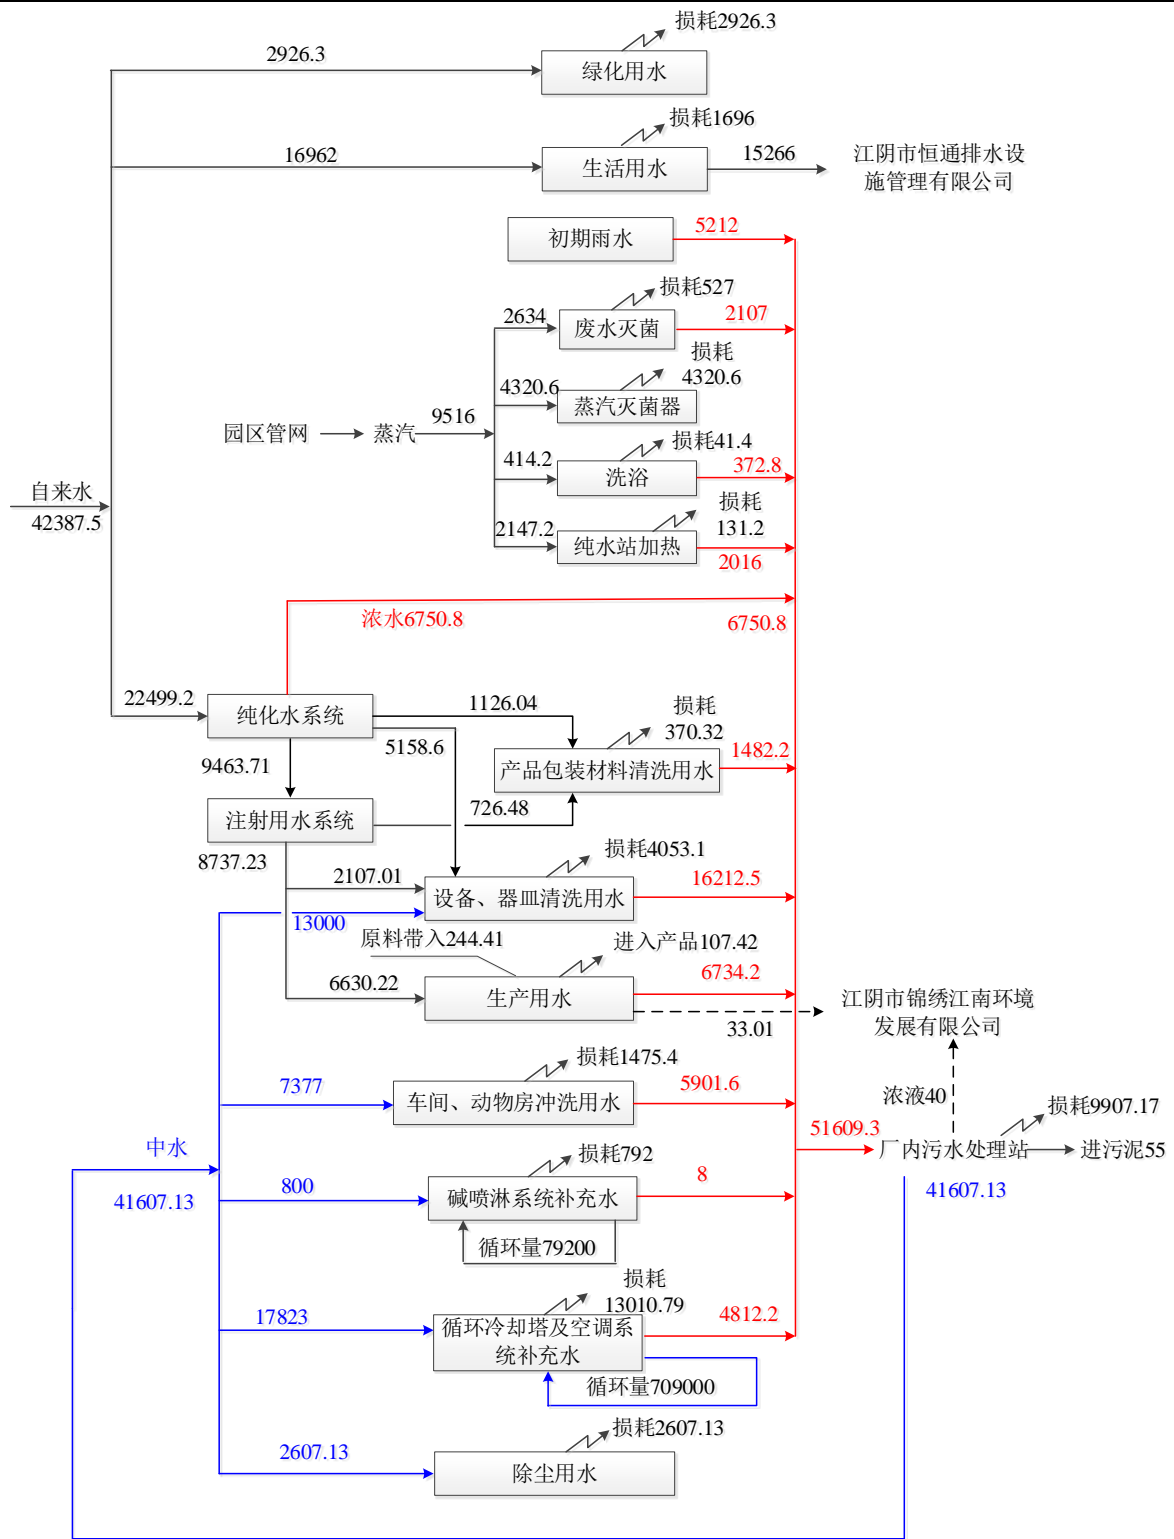 损耗2926.3
2926.3
绿化用水
损耗1696
16962
生活用水
15266
江阴市恒通排水设
施管理有限公司
初期雨水
5212
损耗527
2634
废水灭菌
2107
损耗
4320.6
4320.6
蒸汽灭菌器
园区管网
蒸汽
9516
损耗41.4
414.2
洗浴
372.8
自来水
42387.5
损耗
131.2
2147.2
纯水站加热
2016
浓水6750.8
6750.8
22499.2
纯化水系统
1126.04
5158.6
损耗
370.32
产品包装材料清洗用水
1482.2
9463.71
注射用水系统
726.48
8737.23
损耗4053.1
2107.01
设备、器皿清洗用水
16212.5
13000
原料带入244.41
进入产品107.42
6630.22
生产用水
6734.2
33.01
江阴市锦绣江南环境
发展有限公司
损耗1475.4
7377
车间、动物房冲洗用水
5901.6
浓液40
损耗9907.17
51609.3
厂内污水处理站
进污泥55
41607.13
中水
41607.13
损耗792
800
碱喷淋系统补充水
8
循环量79200
损耗
13010.79
17823
循环冷却塔及空调系
统补充水
4812.2
循环量709000
损耗2607.13
2607.13
除尘用水